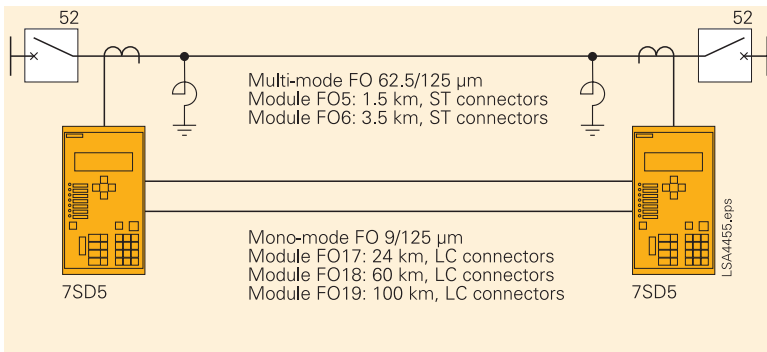 52
52
Multi-mode FO 62.5/125 µm
Module FO5: 1.5 km, ST connectors
Module FO6: 3.5 km, ST connectors
Mono-mode FO 9/125 µm
Module FO17: 24 km, LC connectors
Module FO18: 60 km, LC connectors
Module FO19: 100 km, LC connectors
7SD5
7SD5
LSA4455.eps